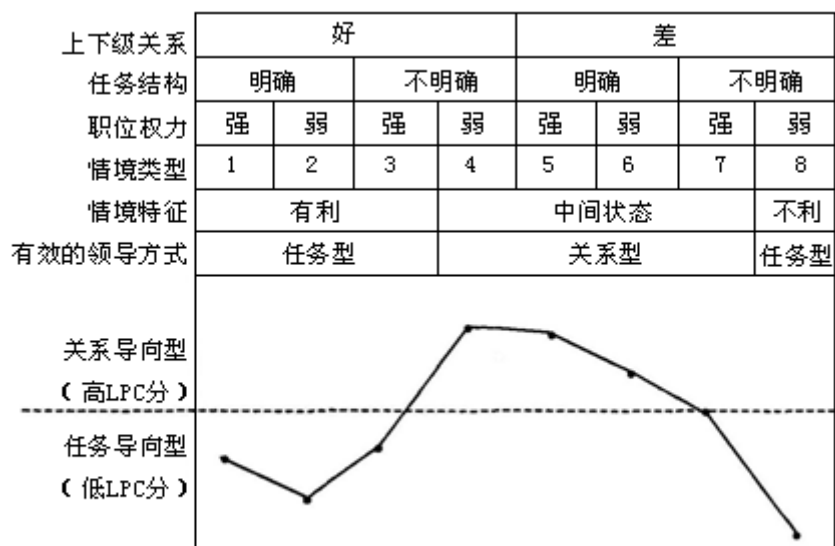 上下级关系 好 差
任务结构 明确 不明确 明确 不明确
职位权力 强 弱 强 弱 强 弱 强 弱
情境类型 1 2 3 4 5 6 7 8
情境特征 有利 中间状态 不利
有效的领导方式 任务型 关系型 任务型
关系导向型
（高LPC分）
任务导向型
（低LPC分）